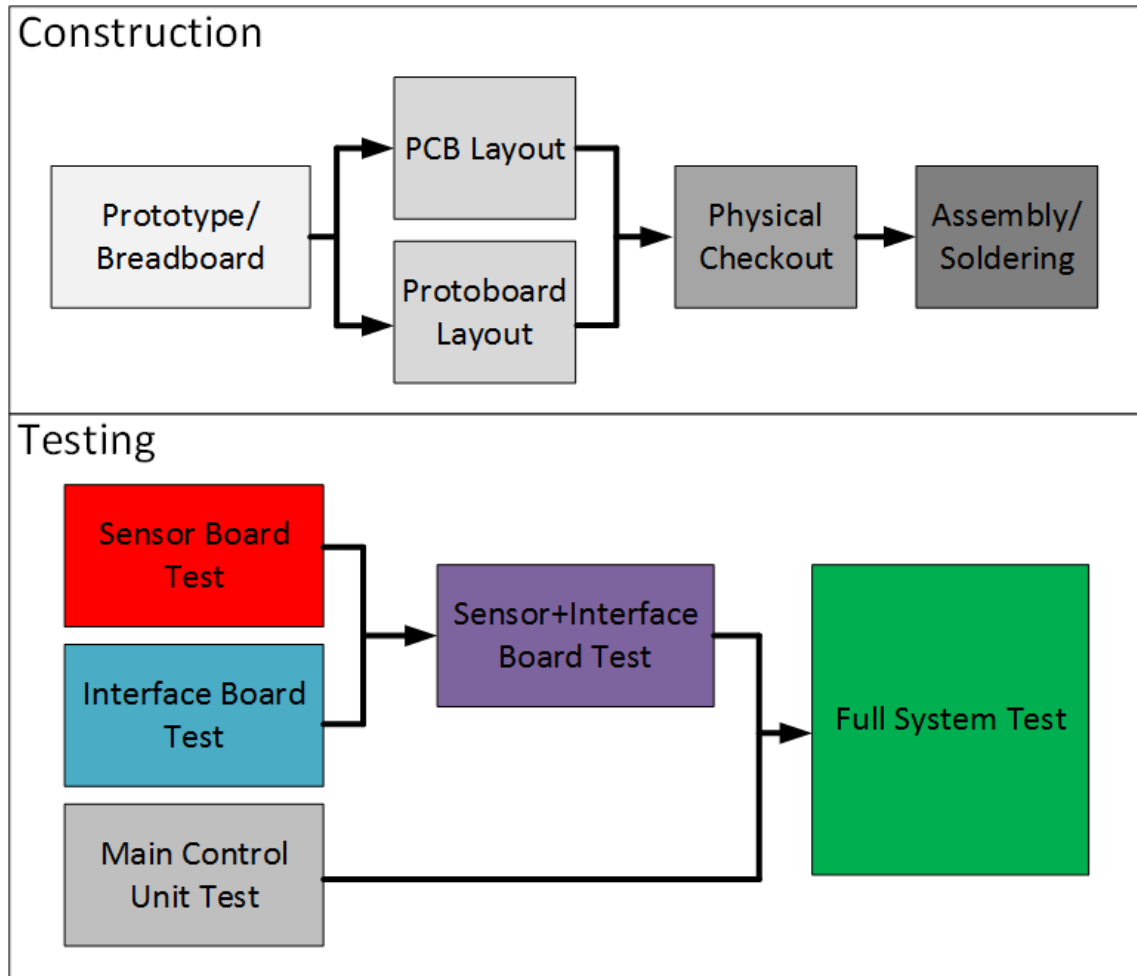 Construction
PCB Layout
Prototype/
Breadboard
Protoboard
Layout
Physical
Checkout
Assembly/
Soldering
Testing
Sensor Board
Test
Interface Board
Test
Main Control
Unit Test
Sensor+Interface
Board Test
Full System Test